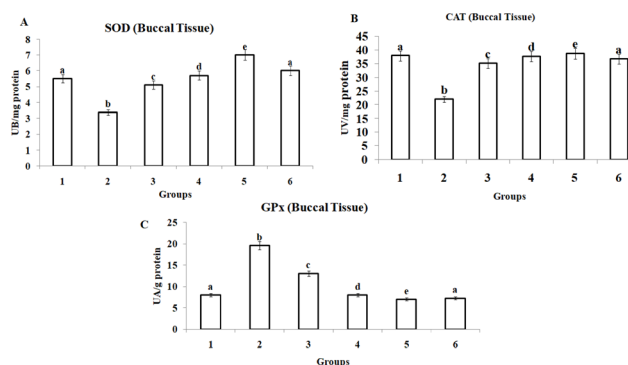 A
SOD (Buccal Tissue)
UB/mg protein
8
7
6
5
4
3
2
1
0
a
b
c
d
e
a
1 2 3 4 5 6
Groups
B
CAT (Buccal Tissue)
UV/mg protein
45
40
35
30
25
20
15
10
5
0
a
b
c
d
e
a
1 2 3 4 5 6
Groups
C
GPx (Buccal Tissue)
UA/g protein
25
20
15
10
5
0
a
b
c
d
e
a
1 2 3 4 5 6
Groups